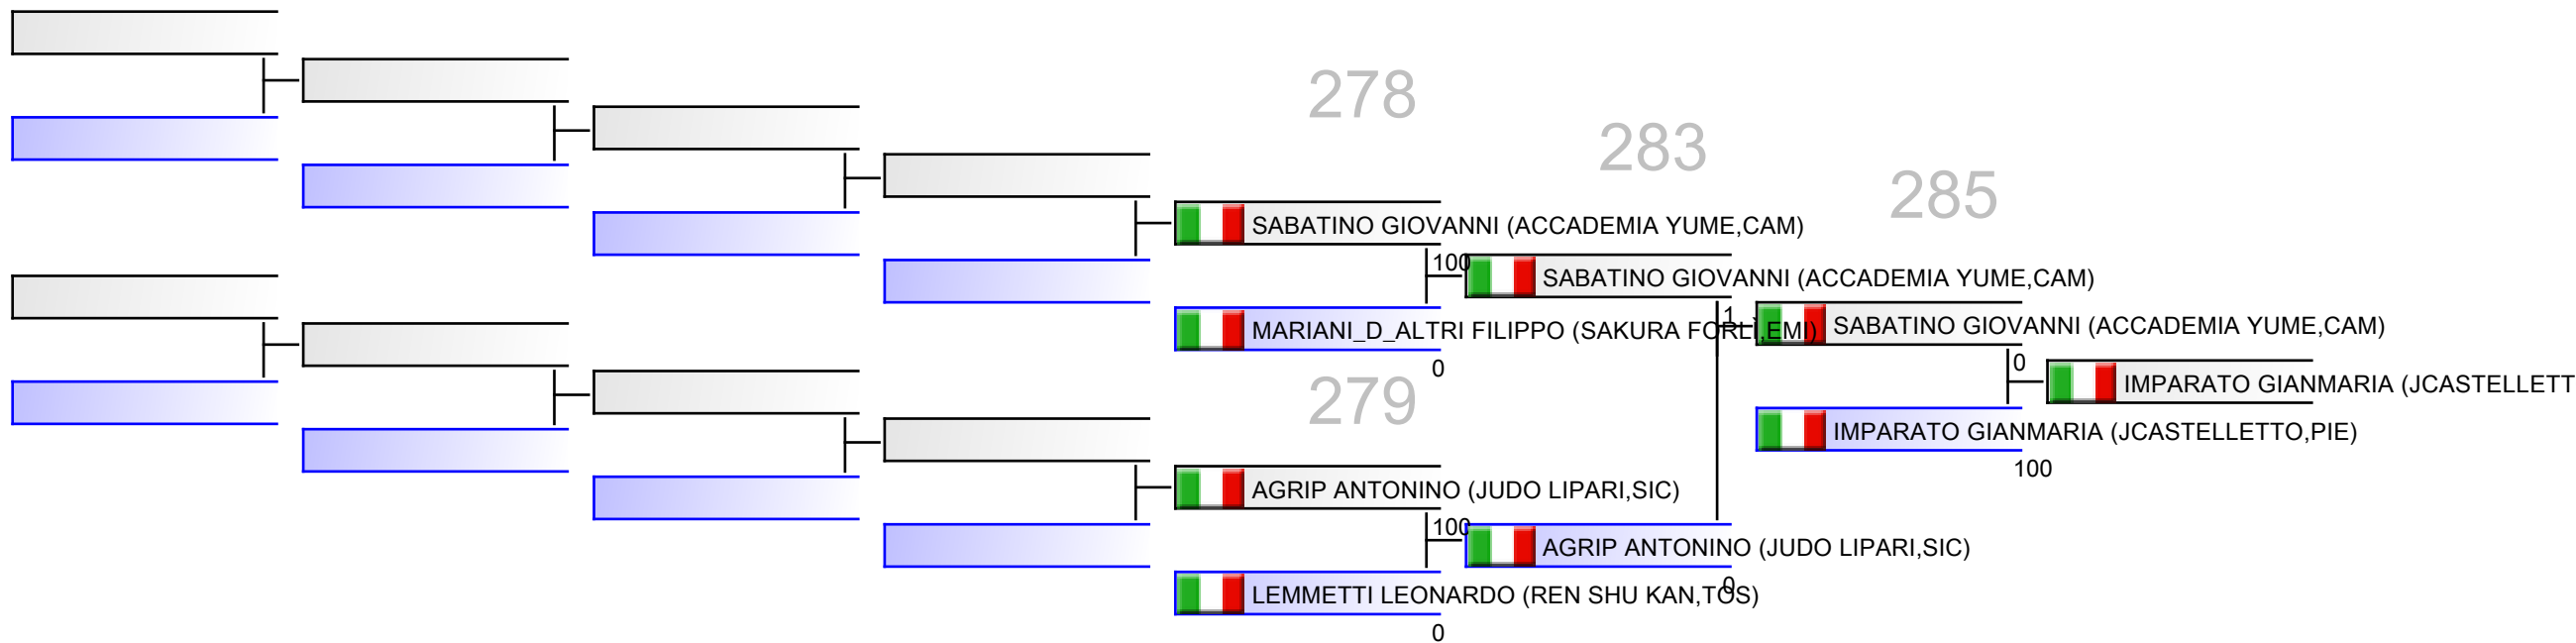 278
283
285
SABATINO GIOVANNI (ACCADEMIA YUME,CAM)
100
SABATINO GIOVANNI (ACCADEMIA YUME,CAM)
1
MARIANI_D_ALTRI FILIPPO (SAKURA FORLÌ,EMI)
0
SABATINO GIOVANNI (ACCADEMIA YUME,CAM)
0
IMPARATO GIANMARIA (JCASTELLETT
IMPARATO GIANMARIA (JCASTELLETTO,PIE)
100
279
AGRIP ANTONINO (JUDO LIPARI,SIC)
100
AGRIP ANTONINO (JUDO LIPARI,SIC)
0
LEMMETTI LEONARDO (REN SHU KAN,TOS)
0